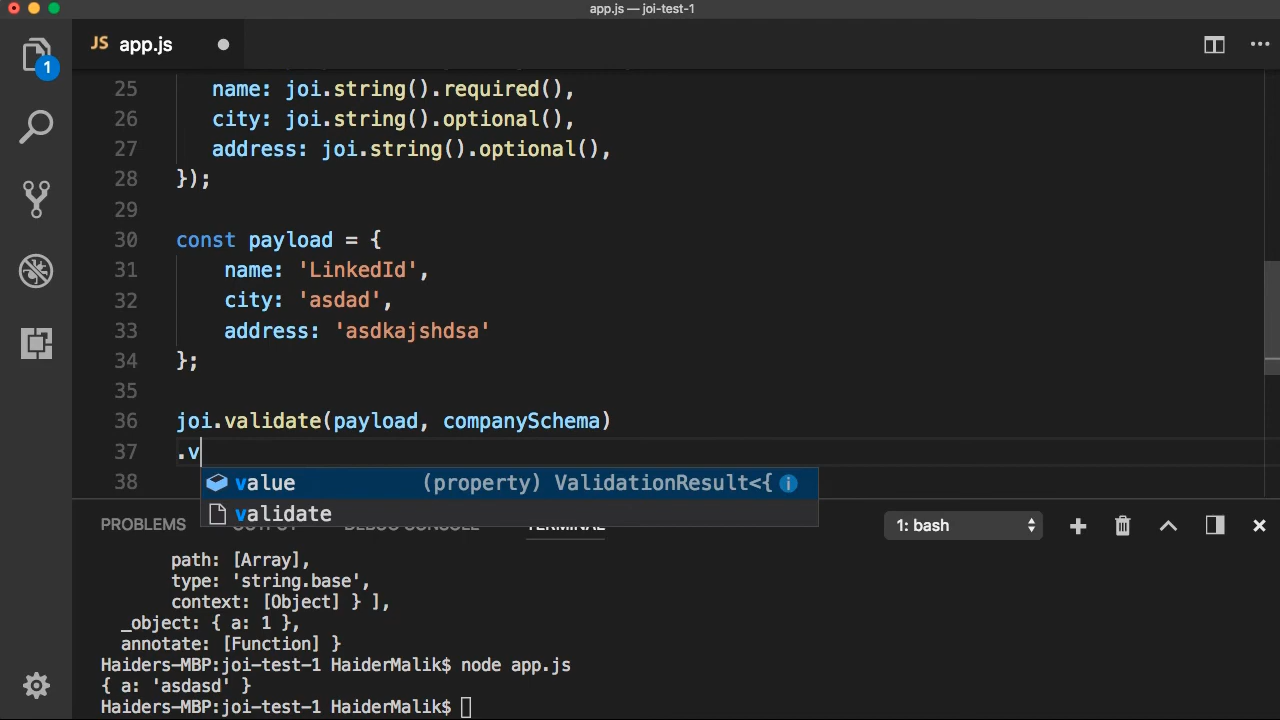 app.js — joi-test-1
JS app.js
1
25 name: joi.string().required(),
26 city: joi.string().optional(),
27 address: joi.string().optional(),
28 });
29
30 const payload = {
31 name: 'LinkedId',
32 city: 'asdad',
33 address: 'asdkajshdsa'
34 };
35
36 joi.validate(payload, companySchema)
37 .v
value (property) ValidationResult<{
38
validate
PROBLEMS OUTPUT DEBUG CONSOLE TERMINAL 1: bash
path: [Array],
type: 'string.base',
context: [Object] } ],
_object: { a: 1 },
annotate: [Function] }
Haiders-MBP:joi-test-1 HaiderMalik$ node app.js
{ a: 'asdasd' }
Haiders-MBP:joi-test-1 HaiderMalik$